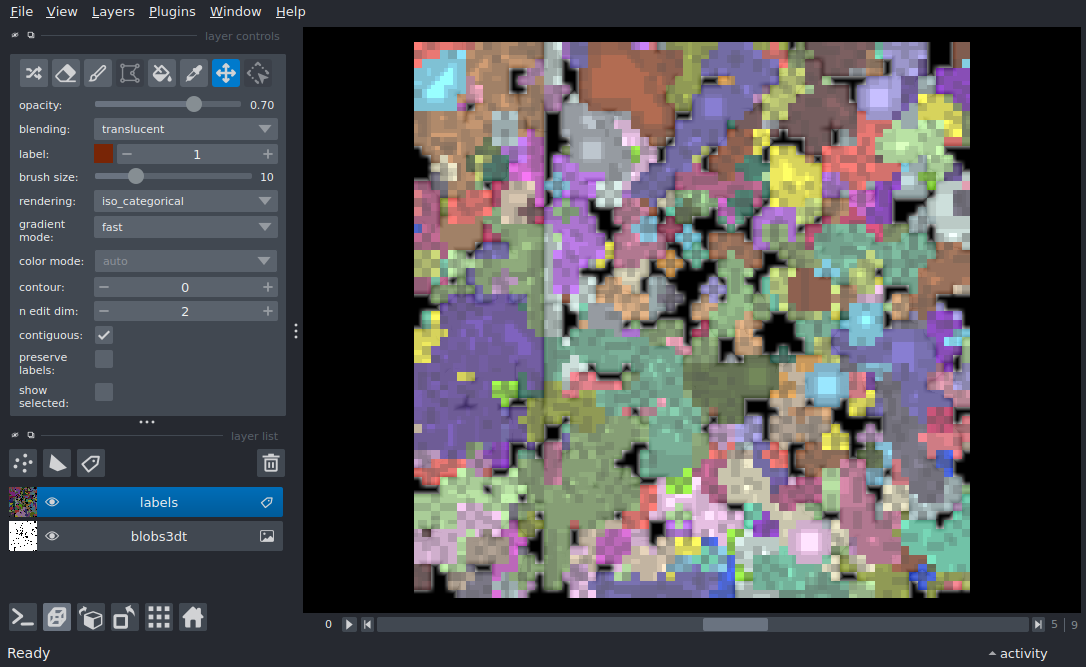 File View Layers Plugins Window Help
layer controls
opacity: 0.70
blending: translucent
label: 1
brush size: 10
rendering: iso_categorical
gradient
mode: fast
color mode: auto
contour: 0
n edit dim: 2
contiguous:
preserve
labels:
show
selected:
layer list
labels
blobs3dt
0 5 | 9
Ready activity